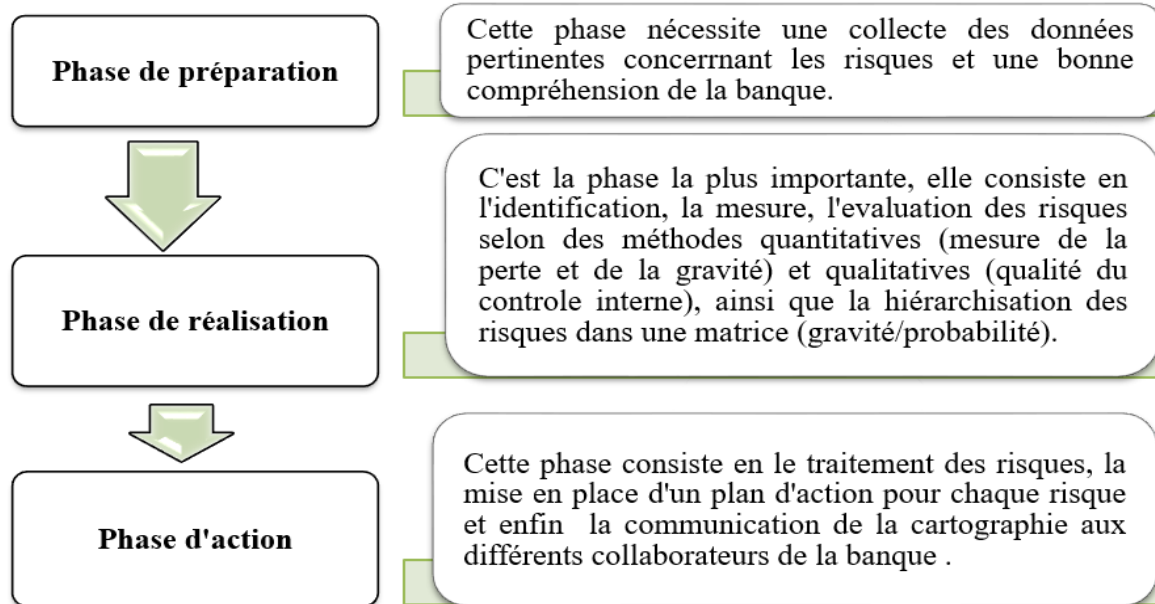 Phase de préparation
Cette phase nécessite une collecte des données
pertinentes concerrnant les risques et une bonne
compréhension de la banque.
Phase de réalisation
C'est la phase la plus importante, elle consiste en
l'identification, la mesure, l'evaluation des risques
selon des méthodes quantitatives (mesure de la
perte et de la gravité) et qualitatives (qualité du
controle interne), ainsi que la hiérarchisation des
risques dans une matrice (gravité/probabilité).
Phase d'action
Cette phase consiste en le traitement des risques, la
mise en place d'un plan d'action pour chaque risque
et enfin  la communication de la cartographie aux
différents collaborateurs de la banque .